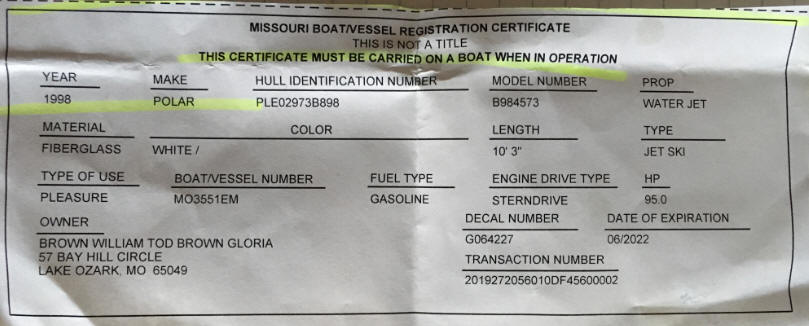 MISSOURI BOAT/VESSEL REGISTRATION CERTIFICATE
THIS IS NOT A TITLE
THIS CERTIFICATE MUST BE CARRIED ON A BOAT WHEN IN OPERATION
YEAR MAKE HULL IDENTIFICATION NUMBER MODEL NUMBER PROP
1998 POLAR PLE02973B898 B984573 WATER JET
MATERIAL COLOR LENGTH TYPE
FIBERGLASS WHITE / 10' 3" JET SKI
TYPE OF USE BOAT/VESSEL NUMBER FUEL TYPE ENGINE DRIVE TYPE HP
PLEASURE MO3551EM GASOLINE STERNDRIVE 95.0
OWNER DECAL NUMBER DATE OF EXPIRATION
BROWN WILLIAM TOD BROWN GLORIA G064227 06/2022
57 BAY HILL CIRCLE TRANSACTION NUMBER
LAKE OZARK, MO 65049 2019272056010DF45600002